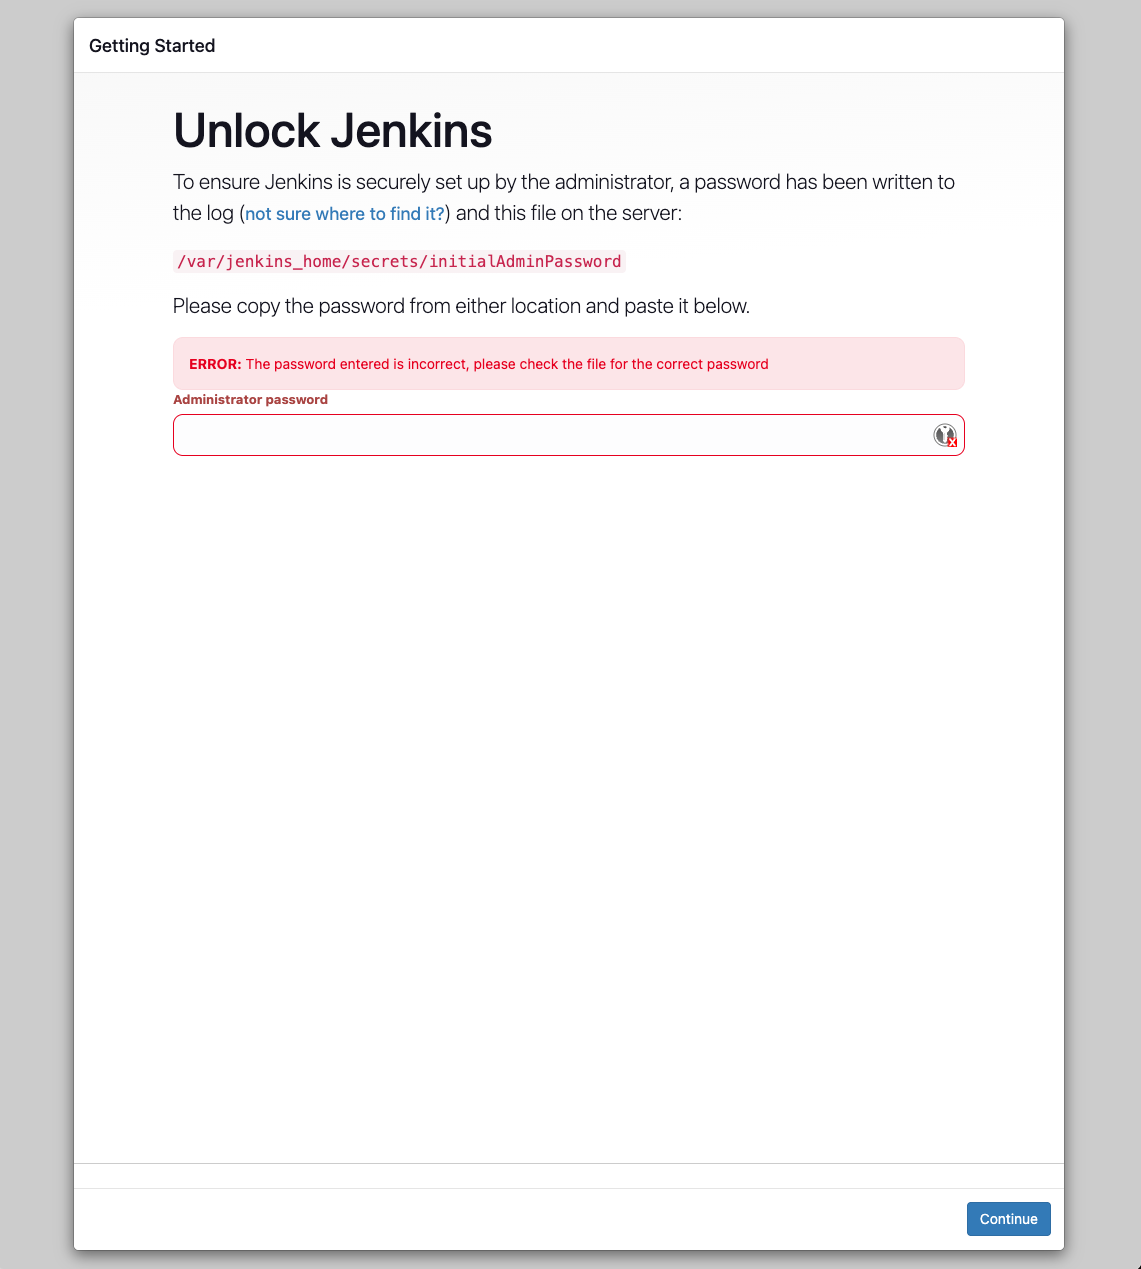 Getting Started
Unlock Jenkins
To ensure Jenkins is securely set up by the administrator, a password has been written to
the log (not sure where to find it?) and this file on the server:
/var/jenkins_home/secrets/initialAdminPassword
Please copy the password from either location and paste it below.
ERROR: The password entered is incorrect, please check the file for the correct password
Administrator password
Continue